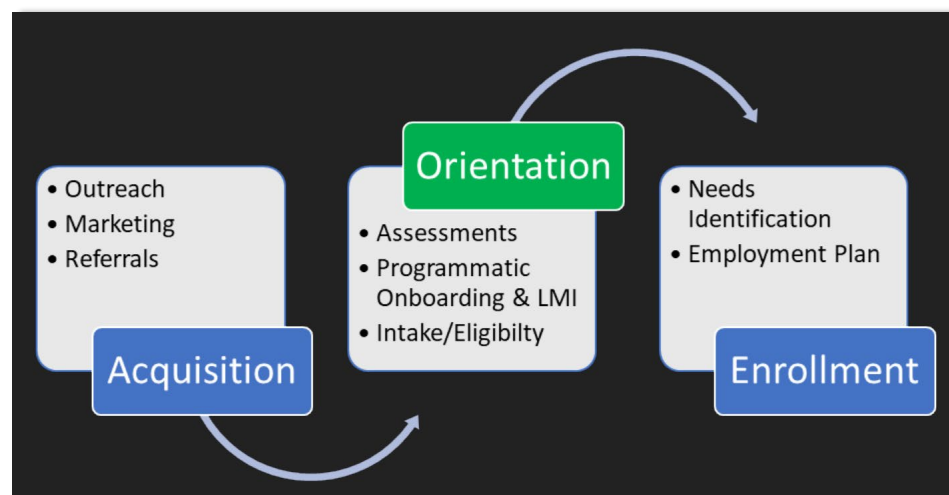 • Outreach
• Marketing
• Referrals
Acquisition
Orientation
• Assessments
• Programmatic
Onboarding & LMI
• Intake/Eligibilty
• Needs
Identification
• Employment Plan
Enrollment